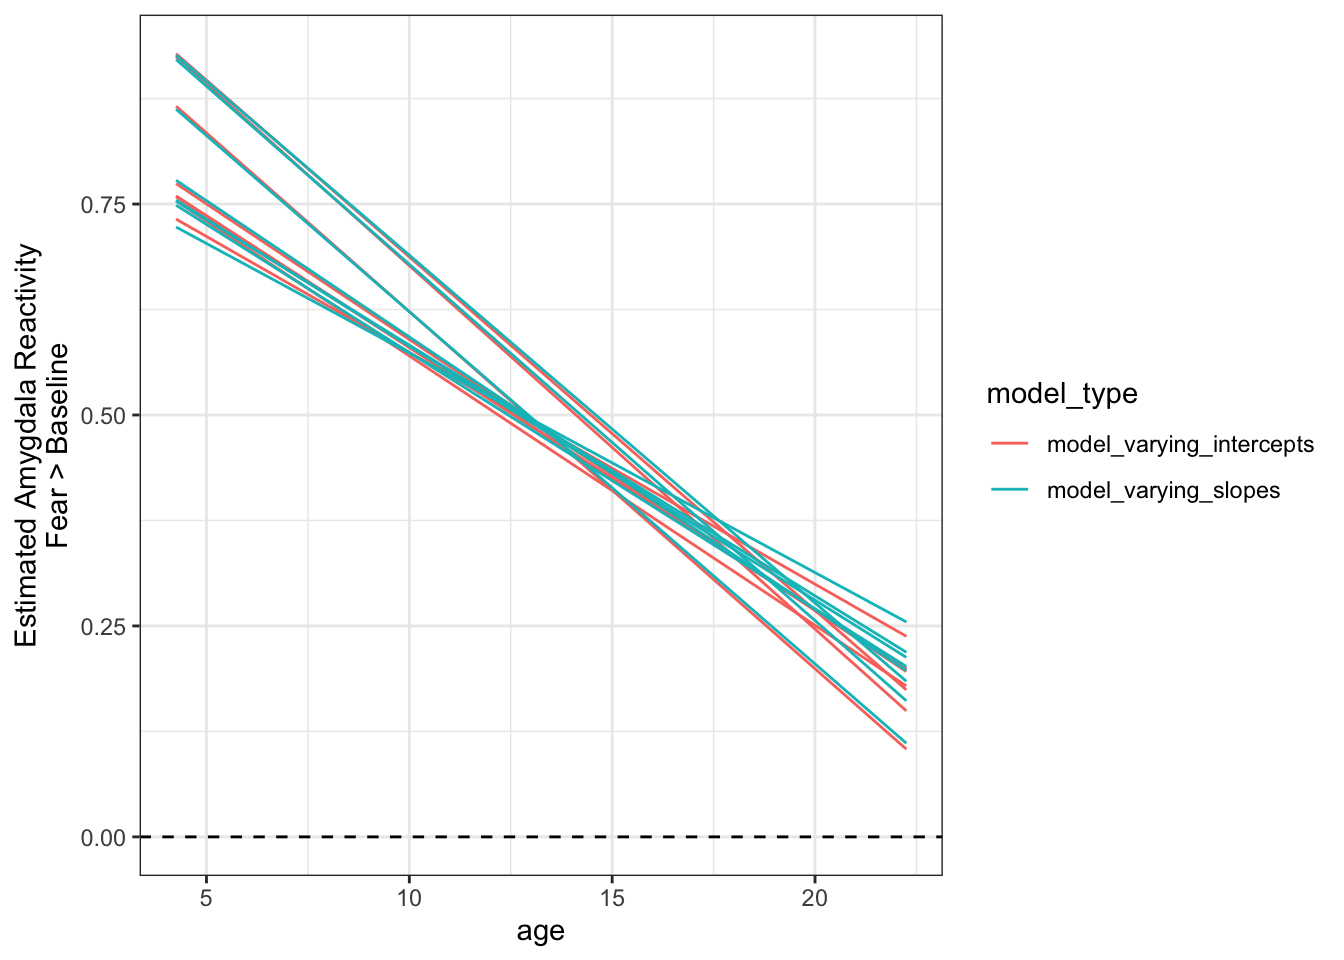 Estimated Amygdala Reactivity
Fear > Baseline
0.75
0.50
0.25
0.00
5
10
15
20
age
model_type
model_varying_intercepts
model_varying_slopes